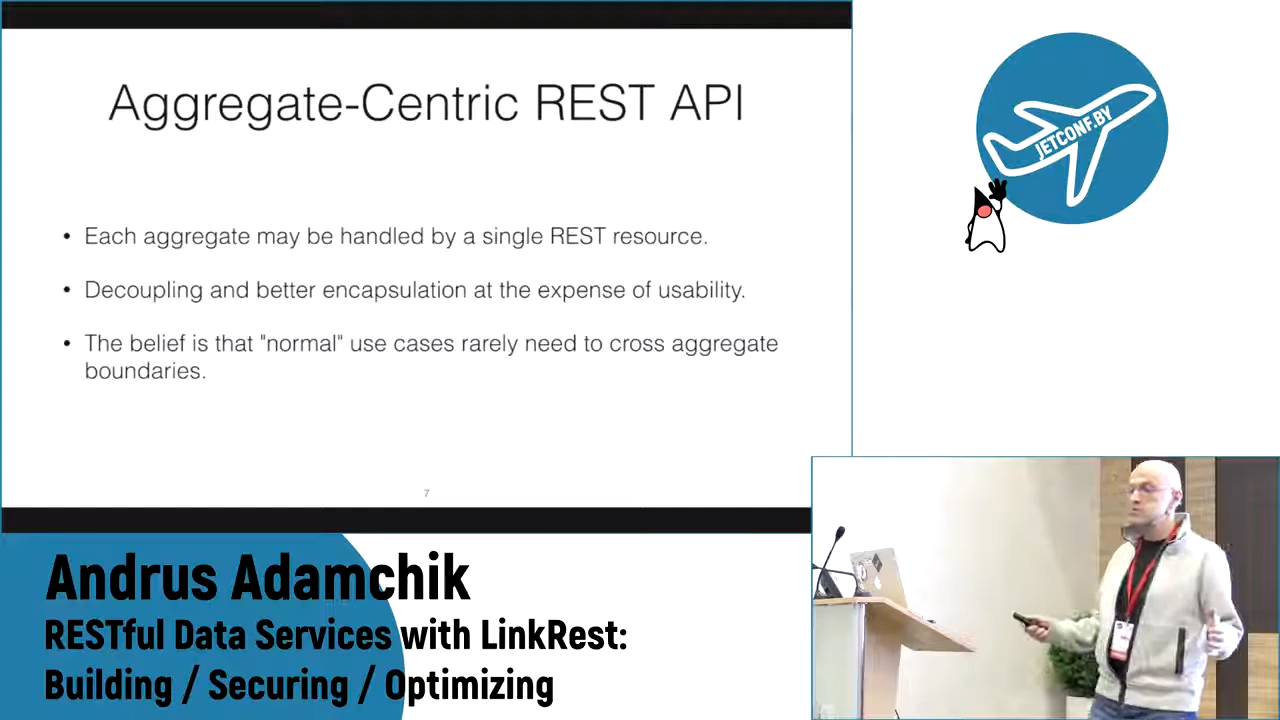 Aggregate-Centric REST API
• Each aggregate may be handled by a single REST resource.
• Decoupling and better encapsulation at the expense of usability.
• The belief is that "normal" use cases rarely need to cross aggregate
boundaries.
7
JETCONF.BY
Andrus Adamchik
RESTful Data Services with LinkRest:
Building / Securing / Optimizing